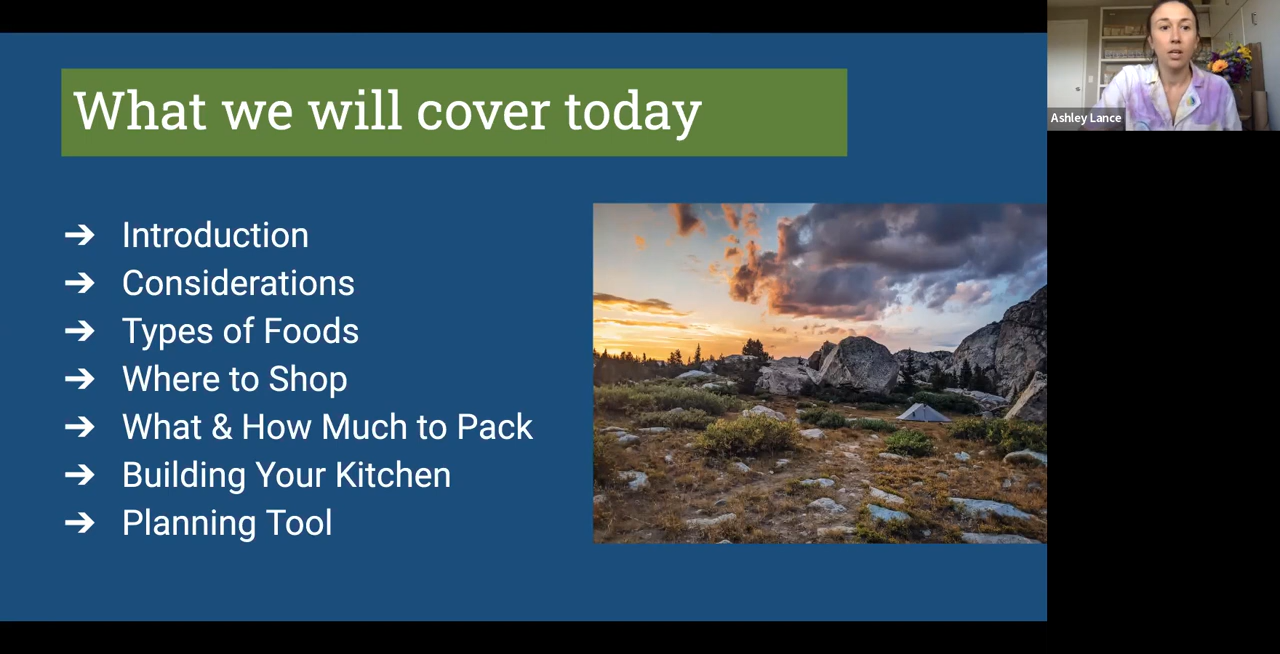 What we will cover today
➔ Introduction
➔ Considerations
➔ Types of Foods
➔ Where to Shop
➔ What & How Much to Pack
➔ Building Your Kitchen
➔ Planning Tool
Ashley Lance